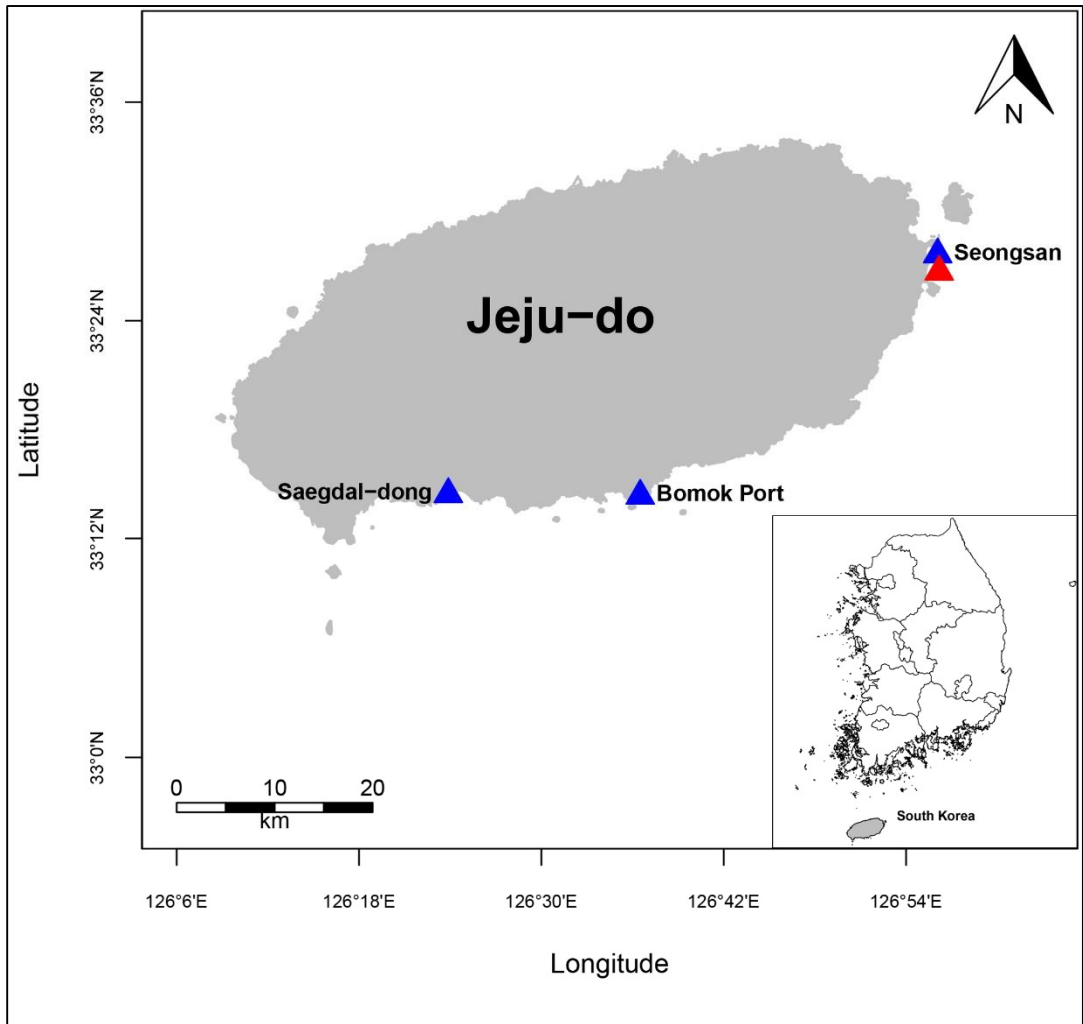 N
33°36'N
Seongsan
Jeju−do
33°24'N
Latitude
Saegdal−dong
Bomok Port
33°12'N
33°0'N
0 10 20
km
South Korea
126°6'E 126°18'E 126°30'E 126°42'E 126°54'E
Longitude